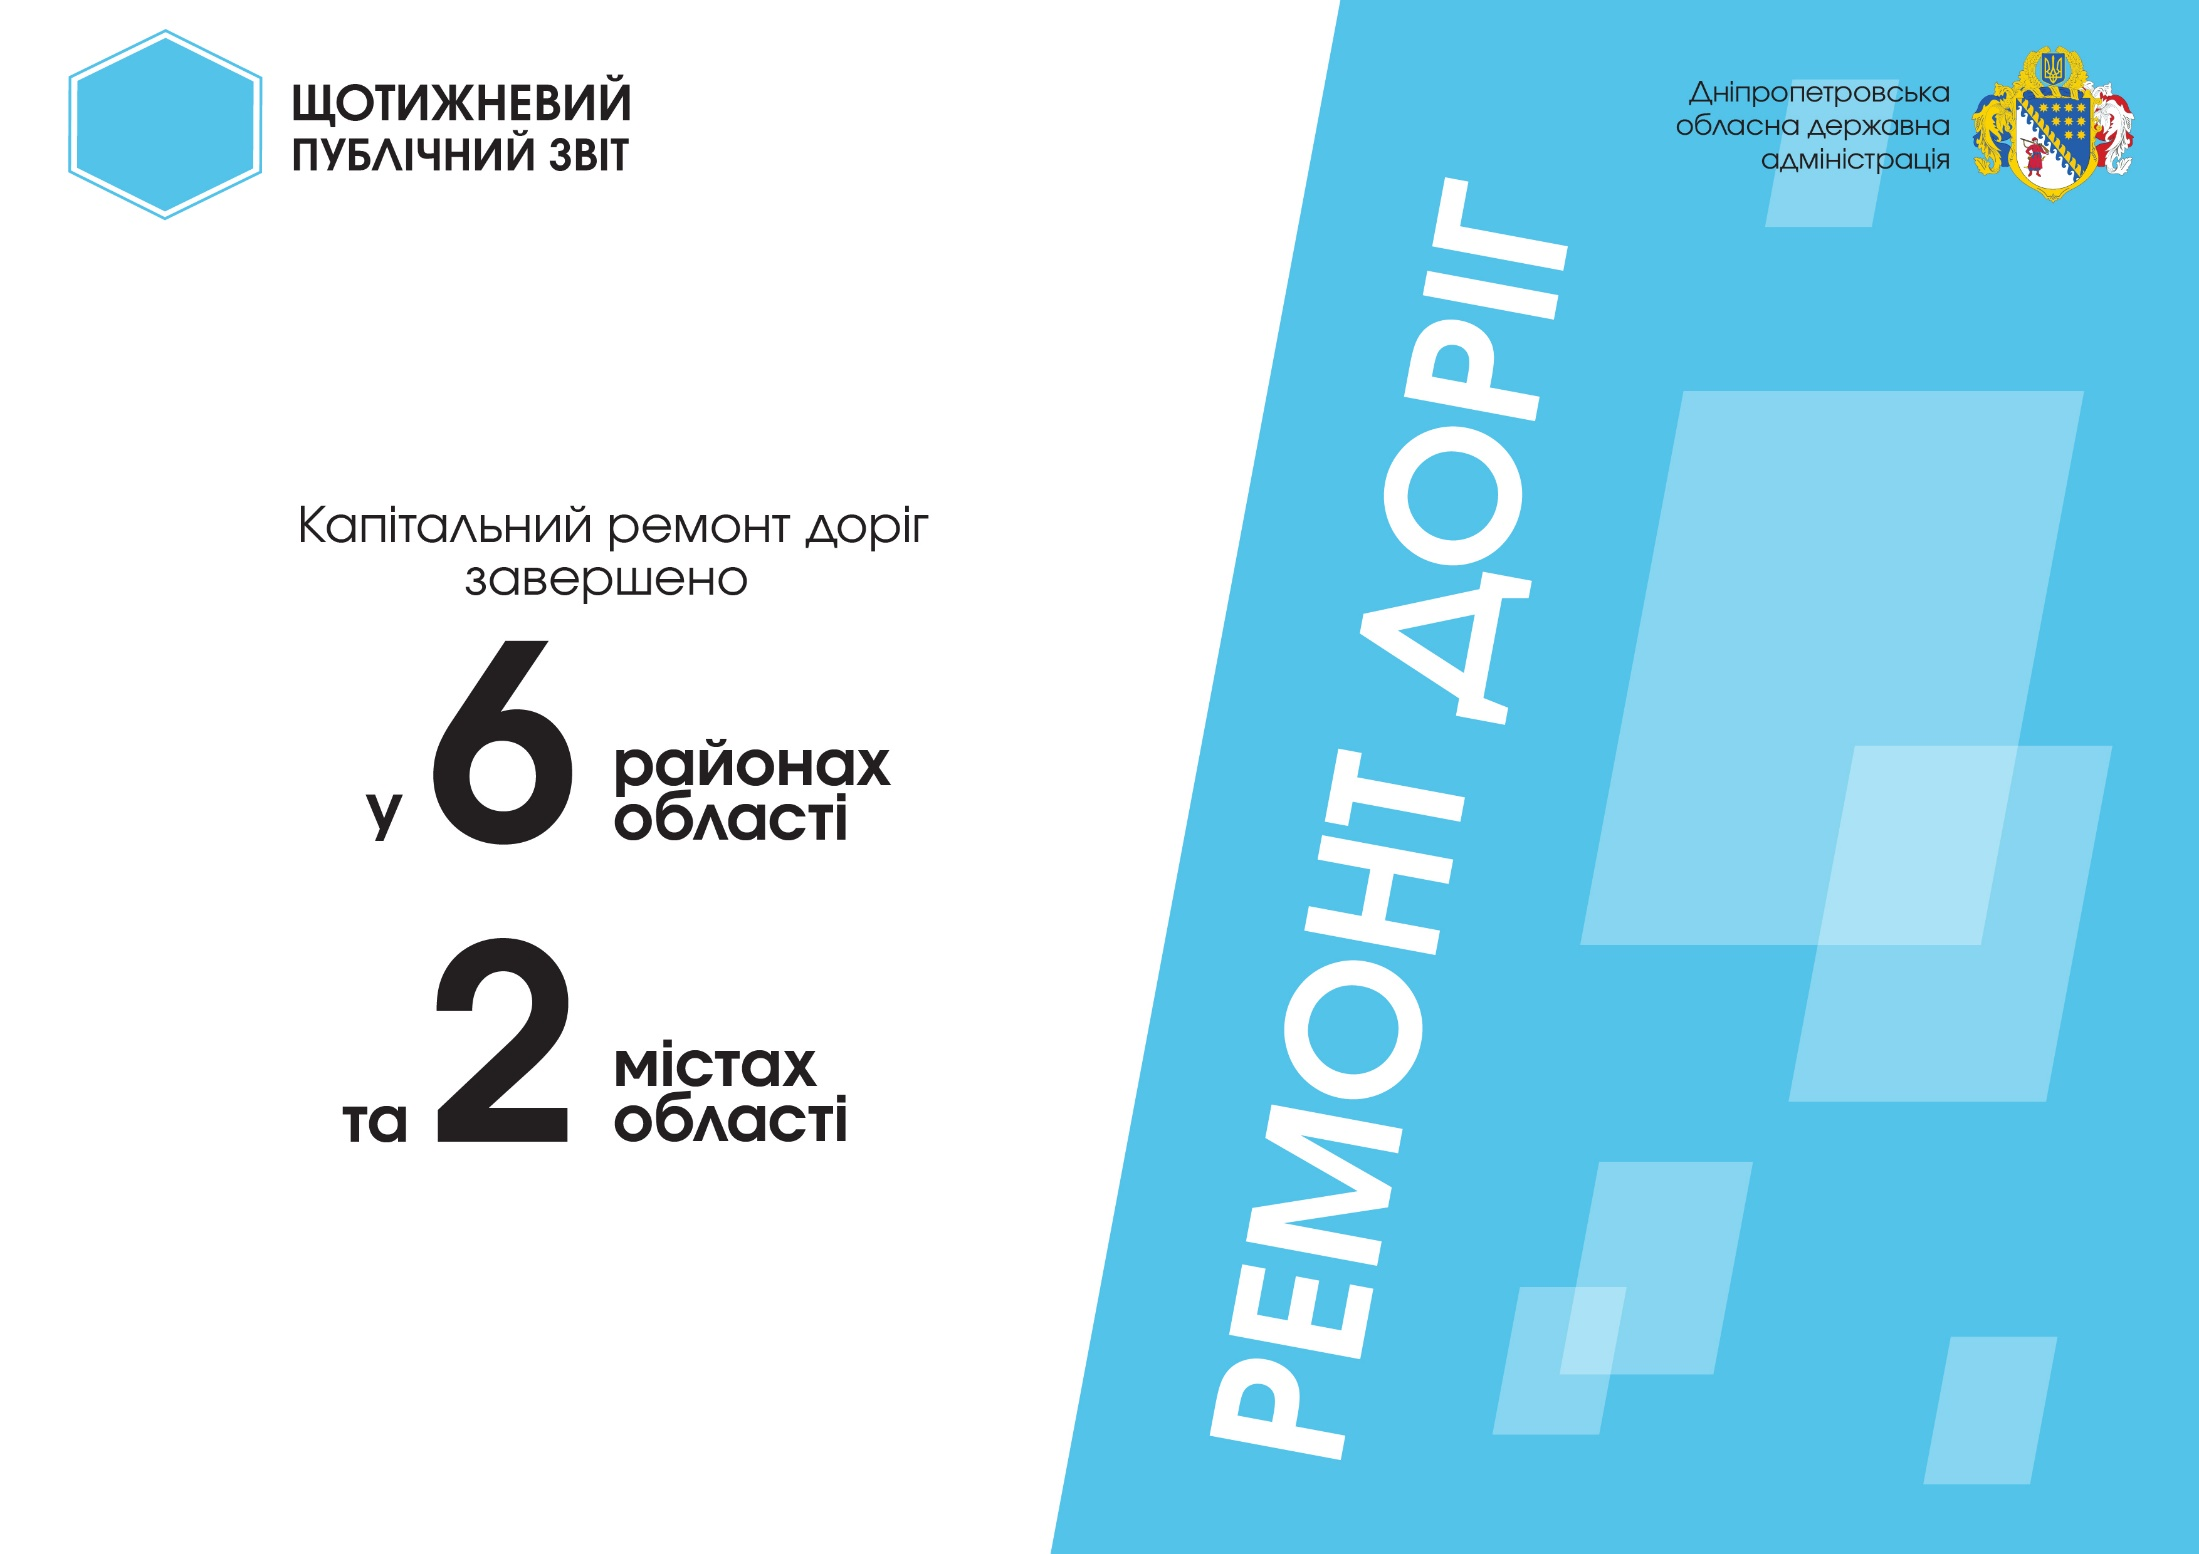 ЩОТИЖНЕВИЙ
ПУБЛІЧНИЙ ЗВІТ
Дніпропетровська
обласна державна
адміністрація
Капітальний ремонт доріг
завершено
у 6 районах
області
та 2 містах
області
РЕМОНТ ДОРІГ